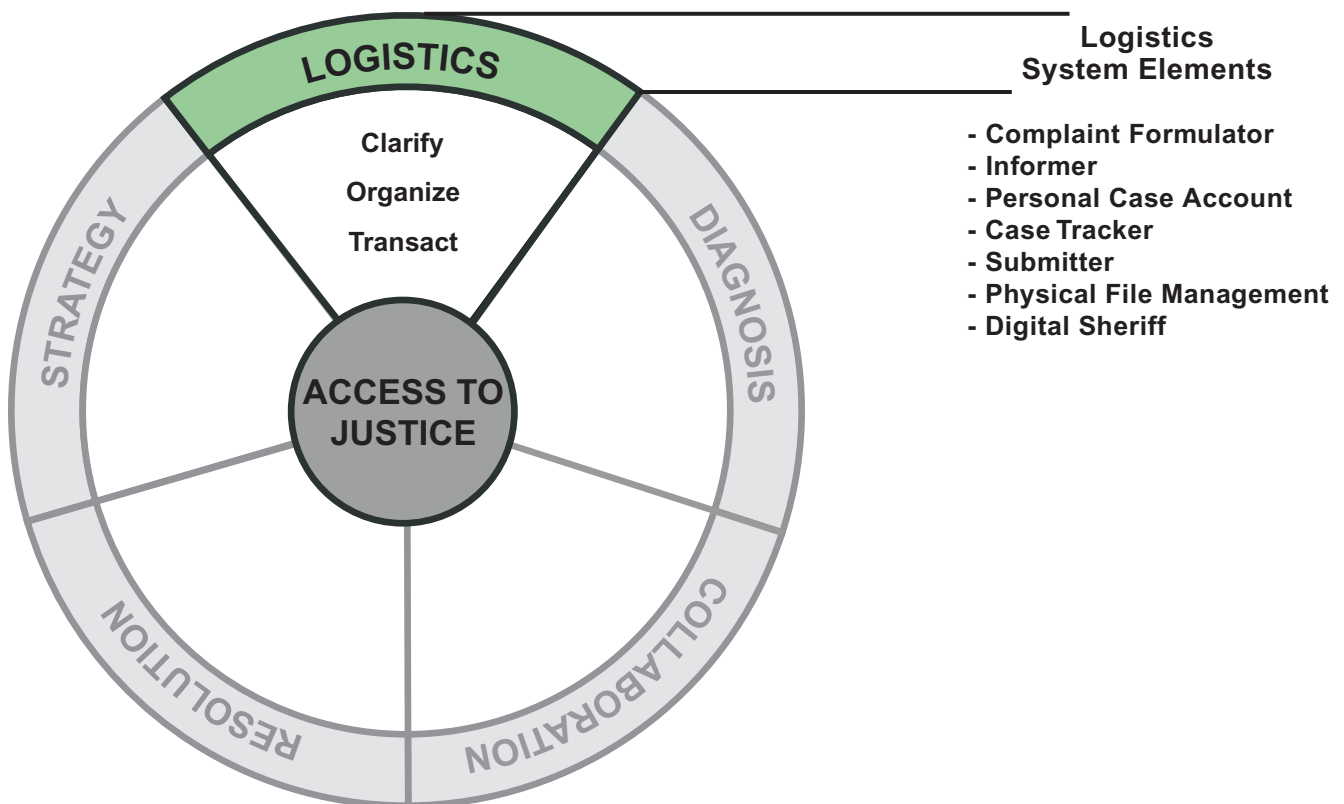 LOGISTICS
Clarify
Organize
Transact
ACCESS TO
JUSTICE
STRATEGY
DIAGNOSIS
RESOLUTION
COLLABORATION
Logistics
System Elements
- Complaint Formulator
- Informer
- Personal Case Account
- Case Tracker
- Submitter
- Physical File Management
- Digital Sheriff